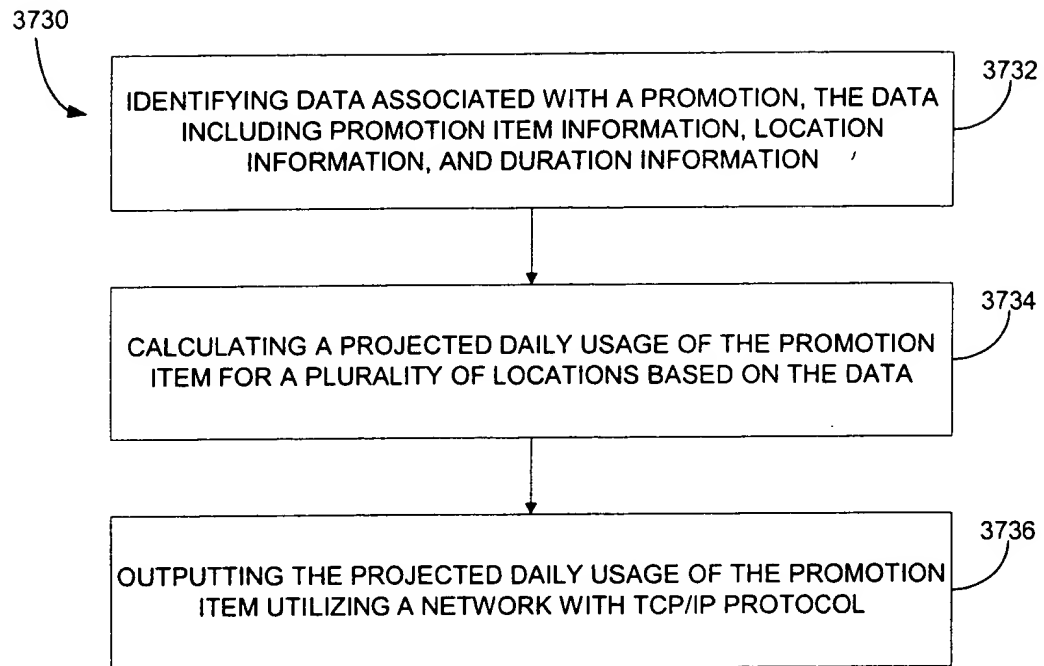 3730
3732
IDENTIFYING DATA ASSOCIATED WITH A PROMOTION, THE DATA
INCLUDING PROMOTION ITEM INFORMATION, LOCATION
INFORMATION, AND DURATION INFORMATION
3734
CALCULATING A PROJECTED DAILY USAGE OF THE PROMOTION
ITEM FOR A PLURALITY OF LOCATIONS BASED ON THE DATA
3736
OUTPUTTING THE PROJECTED DAILY USAGE OF THE PROMOTION
ITEM UTILIZING A NETWORK WITH TCP/IP PROTOCOL